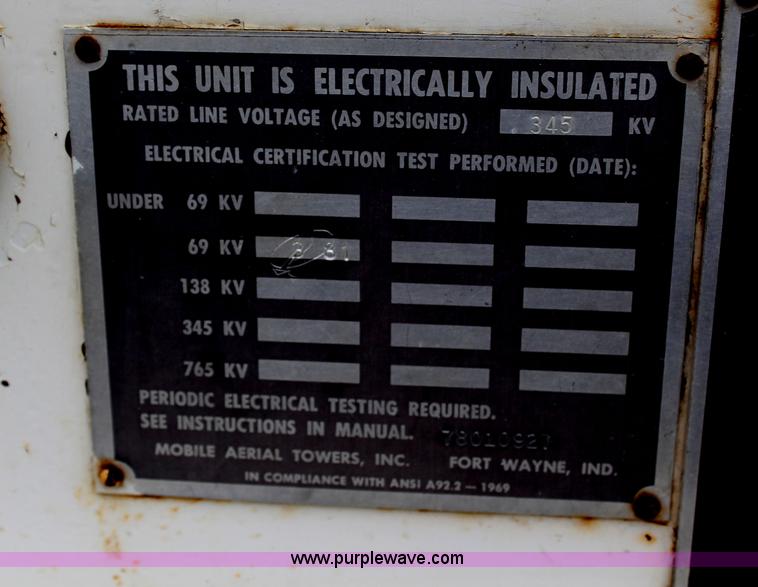 THIS UNIT IS ELECTRICALLY INSULATED
RATED LINE VOLTAGE (AS DESIGNED) 345 KV
ELECTRICAL CERTIFICATION TEST PERFORMED (DATE):
UNDER 69 KV
69 KV 3 81
138 KV
345 KV
765 KV
PERIODIC ELECTRICAL TESTING REQUIRED.
SEE INSTRUCTIONS IN MANUAL. 78010927
MOBILE AERIAL TOWERS, INC. FORT WAYNE, IND.
IN COMPLIANCE WITH ANSI A92.2 — 1969
www.purplewave.com